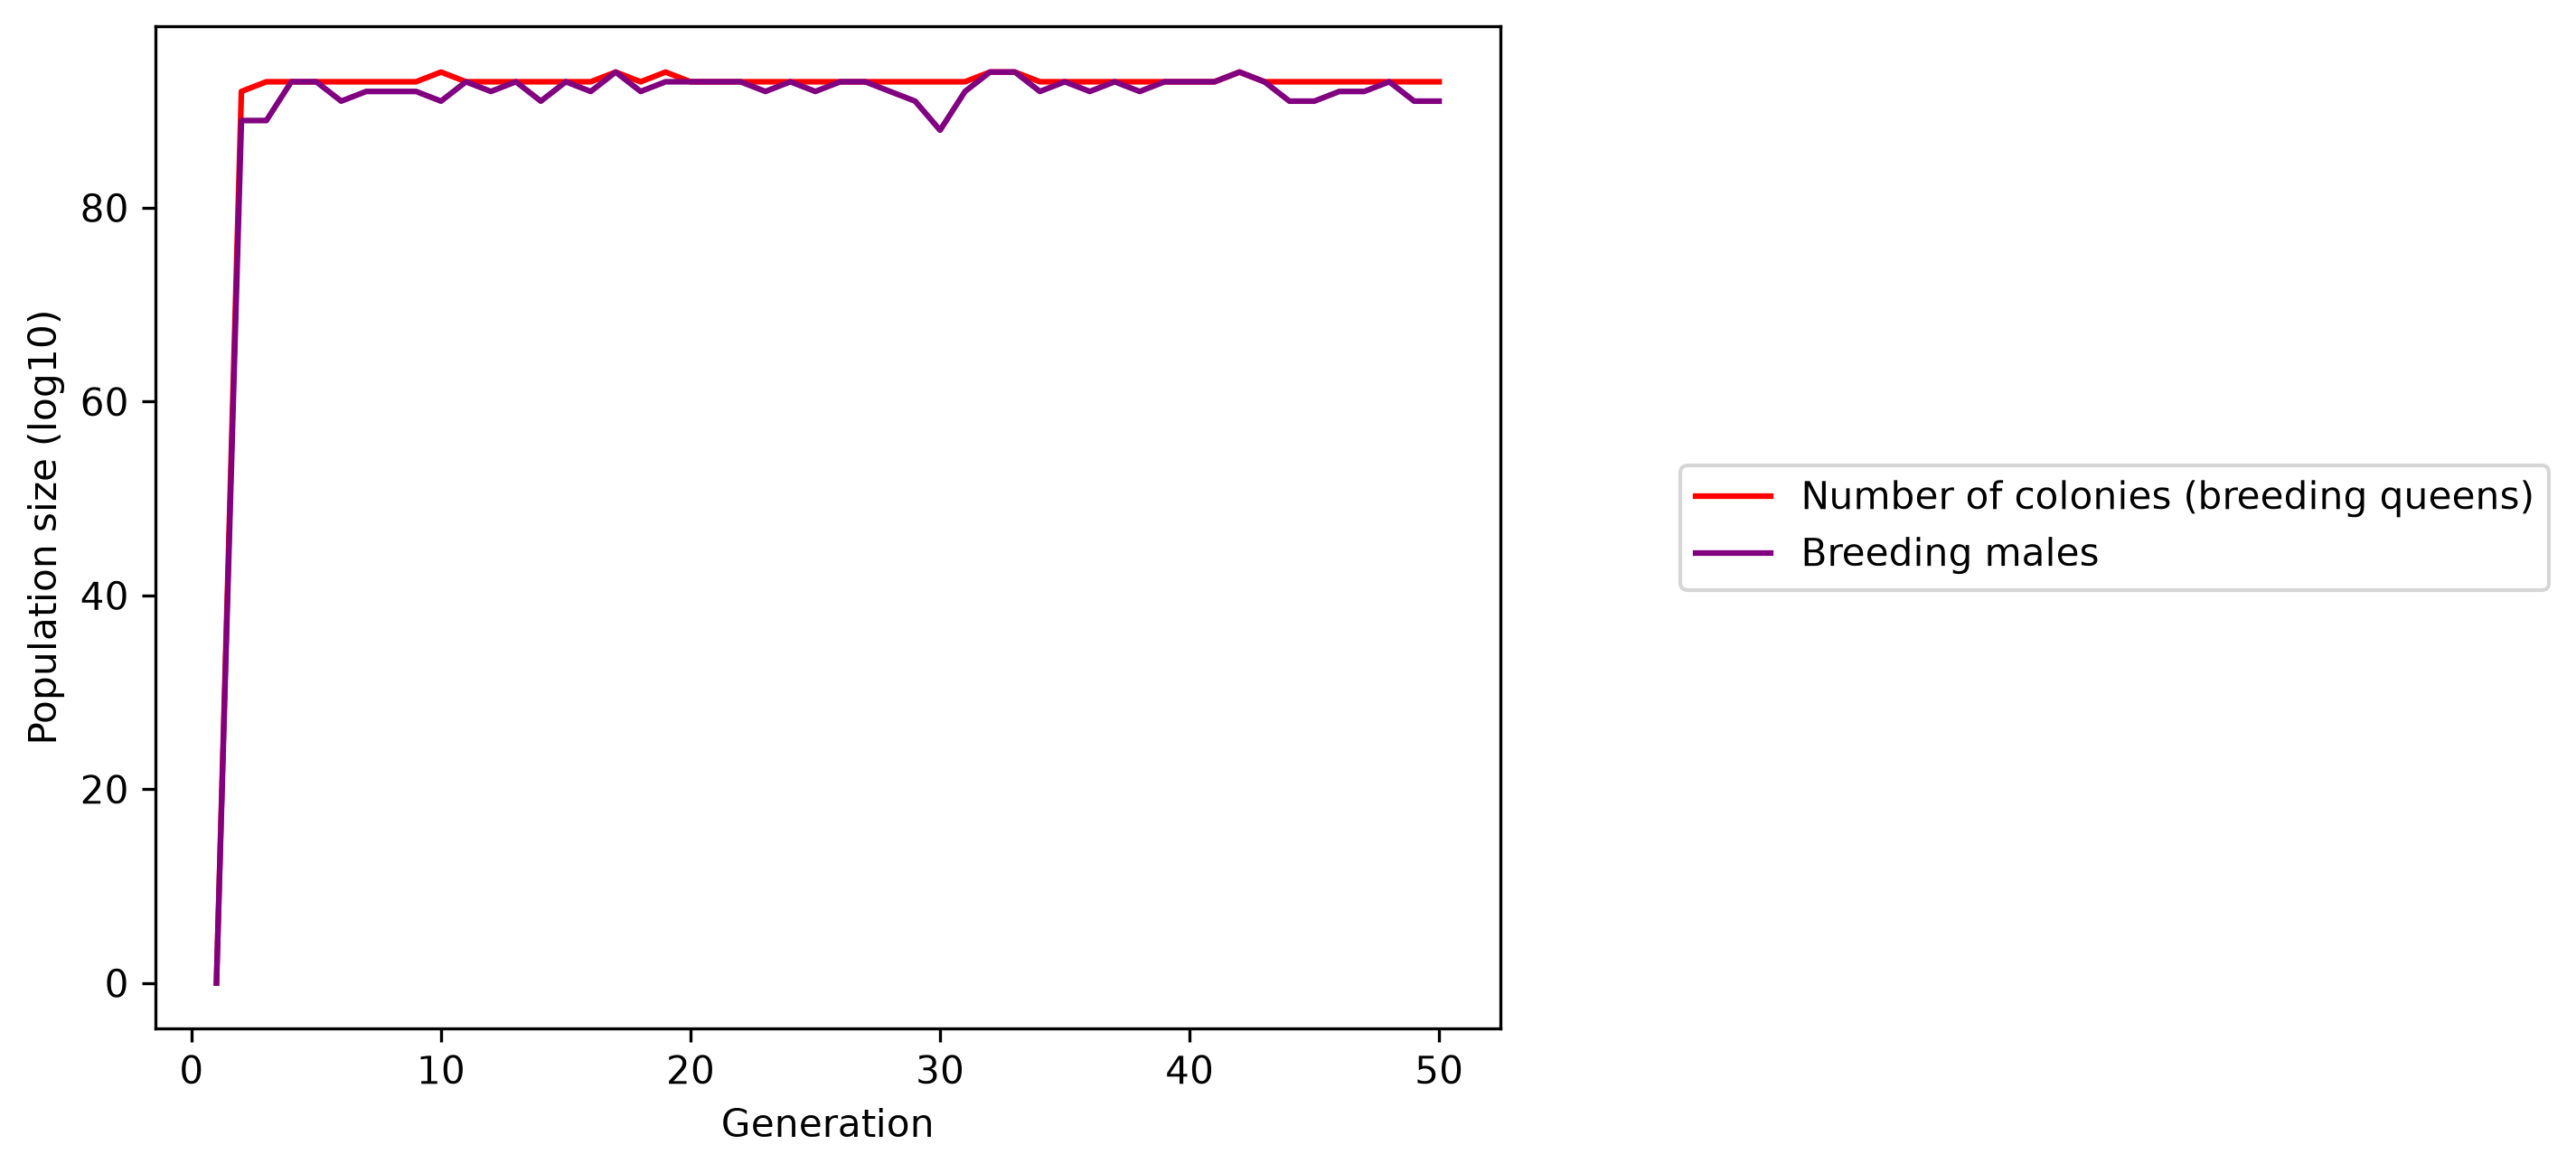 Population size (log10)
80
60
40
20
0
0 10 20 30 40 50
Generation
Number of colonies (breeding queens)
Breeding males